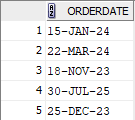 ORDERDATE
1 15-JAN-24
2 22-MAR-24
3 18-NOV-23
4 30-JUL-25
5 25-DEC-23